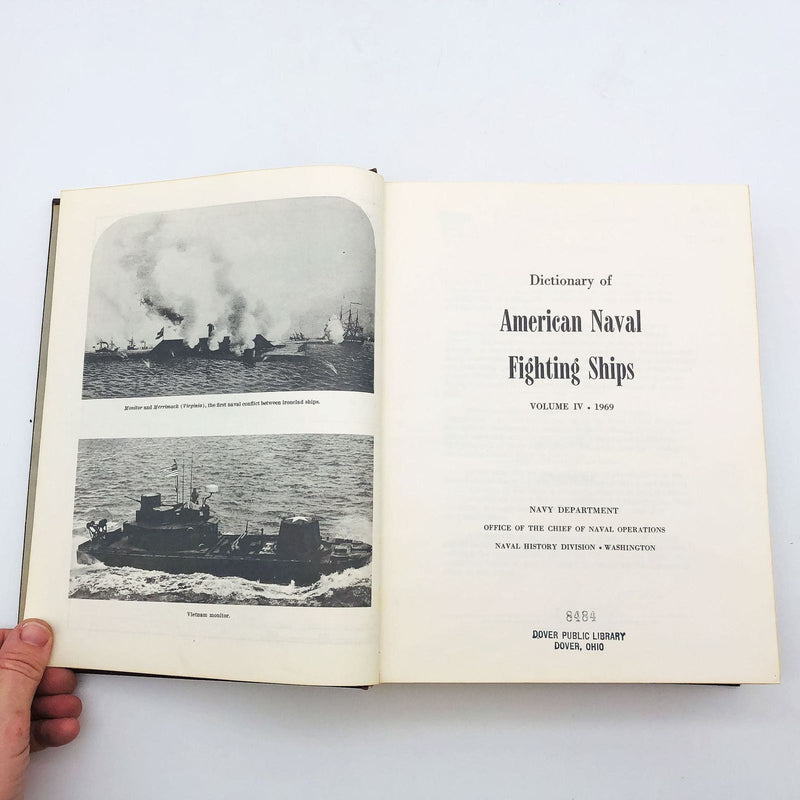 Monitor and Merrimack (Virginia), the first naval conflict between ironclad ships.
Vietnam monitor.
Dictionary of
American Naval
Fighting Ships
VOLUME IV • 1969
NAVY DEPARTMENT
OFFICE OF THE CHIEF OF NAVAL OPERATIONS
NAVAL HISTORY DIVISION • WASHINGTON
8484
DOVER PUBLIC LIBRARY
DOVER, OHIO